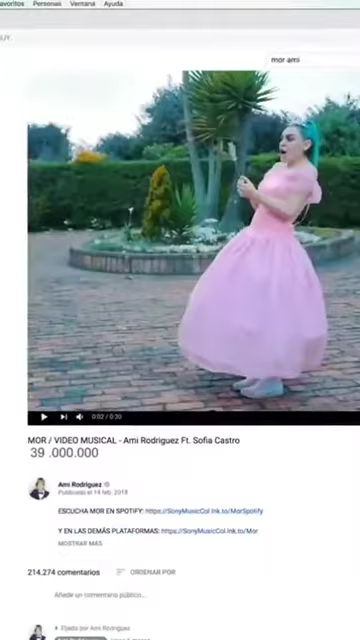 avoritos Personas Ventana Ayuda
mor ami
0:02 / 0:30
MOR / VIDEO MUSICAL - Ami Rodriguez Ft. Sofia Castro
39 .000.000
Ami Rodriguez
Publicado el 14 feb. 2018
ESCUCHA MOR EN SPOTIFY: https://SonyMusicCol.lnk.to/MorSpotify
Y EN LAS DEMÁS PLATAFORMAS: https://SonyMusicCol.lnk.to/Mor
MOSTRAR MÁS
214.274 comentarios ORDENAR POR
Añade un comentario público...
Fijado por Ami Rodriguez